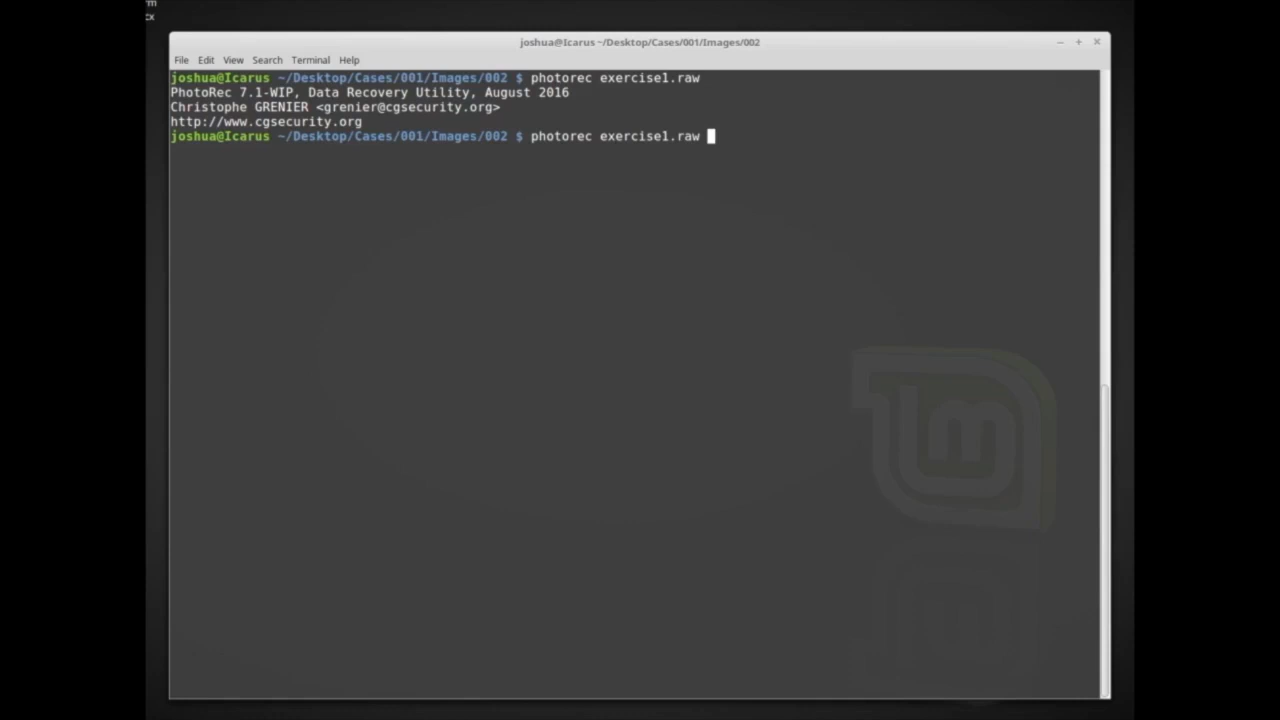 rm
cx
joshua@Icarus ~/Desktop/Cases/001/Images/002
File Edit View Search Terminal Help
joshua@Icarus ~/Desktop/Cases/001/Images/002 $ photorec exercise1.raw
PhotoRec 7.1-WIP, Data Recovery Utility, August 2016
Christophe GRENIER <grenier@cgsecurity.org>
http://www.cgsecurity.org
joshua@Icarus ~/Desktop/Cases/001/Images/002 $ photorec exercise1.raw